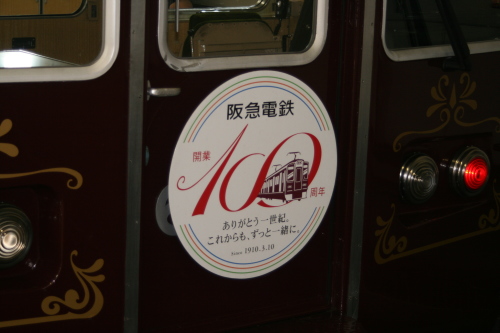 阪急電鉄
開業
100
周年
ありがとう一世紀。
これからも、ずっと一緒に。
Since 1910.3.10